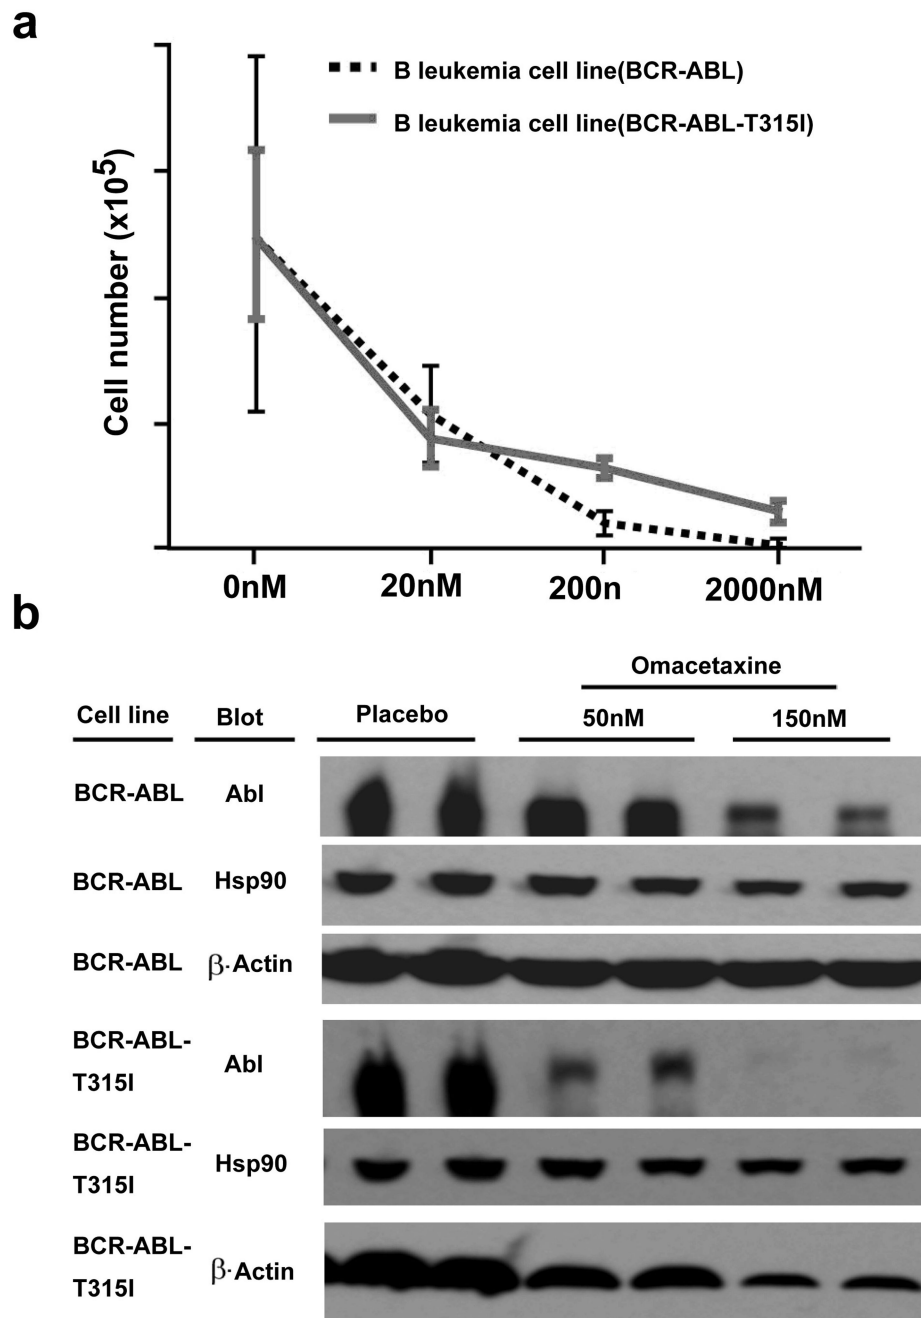 a
B leukemia cell line(BCR-ABL)
B leukemia cell line(BCR-ABL-T315I)
Cell number (x10⁵)
0nM 20nM 200n 2000nM
b
Omacetaxine
Cell line Blot Placebo 50nM 150nM
BCR-ABL Abl
BCR-ABL Hsp90
BCR-ABL β·Actin
BCR-ABL-
T315I Abl
BCR-ABL-
T315I Hsp90
BCR-ABL-
T315I β·Actin